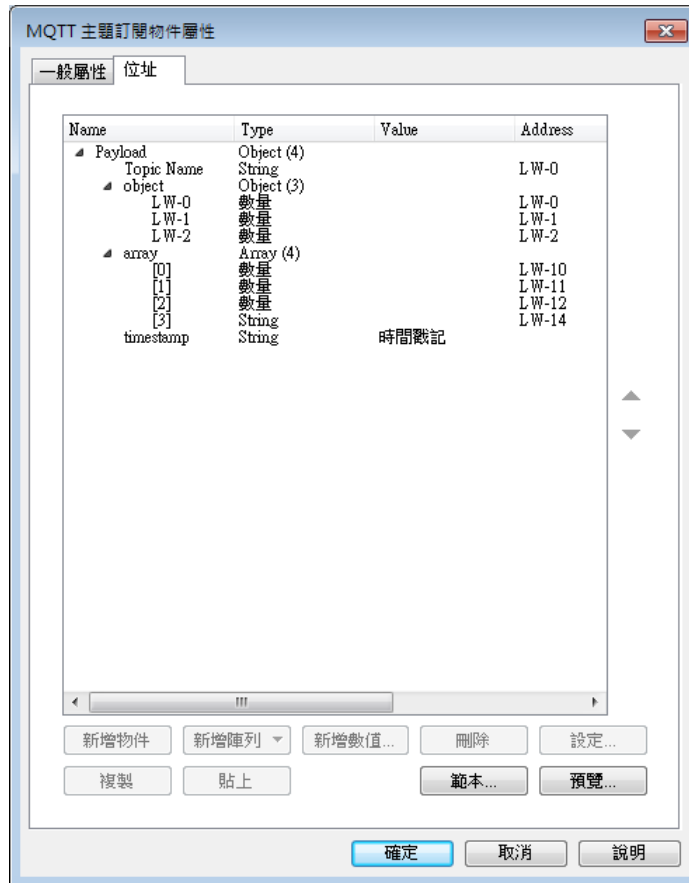 MQTT 主題訂閱物件屬性
一般屬性 位址
Name Type Value Address
Payload Object (4)
Topic Name String LW-0
object Object (3)
LW-0 數量 LW-0
LW-1 數量 LW-1
LW-2 數量 LW-2
array Array (4)
[0] 數量 LW-10
[1] 數量 LW-11
[2] 數量 LW-12
[3] String LW-14
timestamp String 時間戳記
新增物件 新增陣列 新增數值... 刪除 設定...
複製 貼上 範本... 預覽...
確定 取消 說明